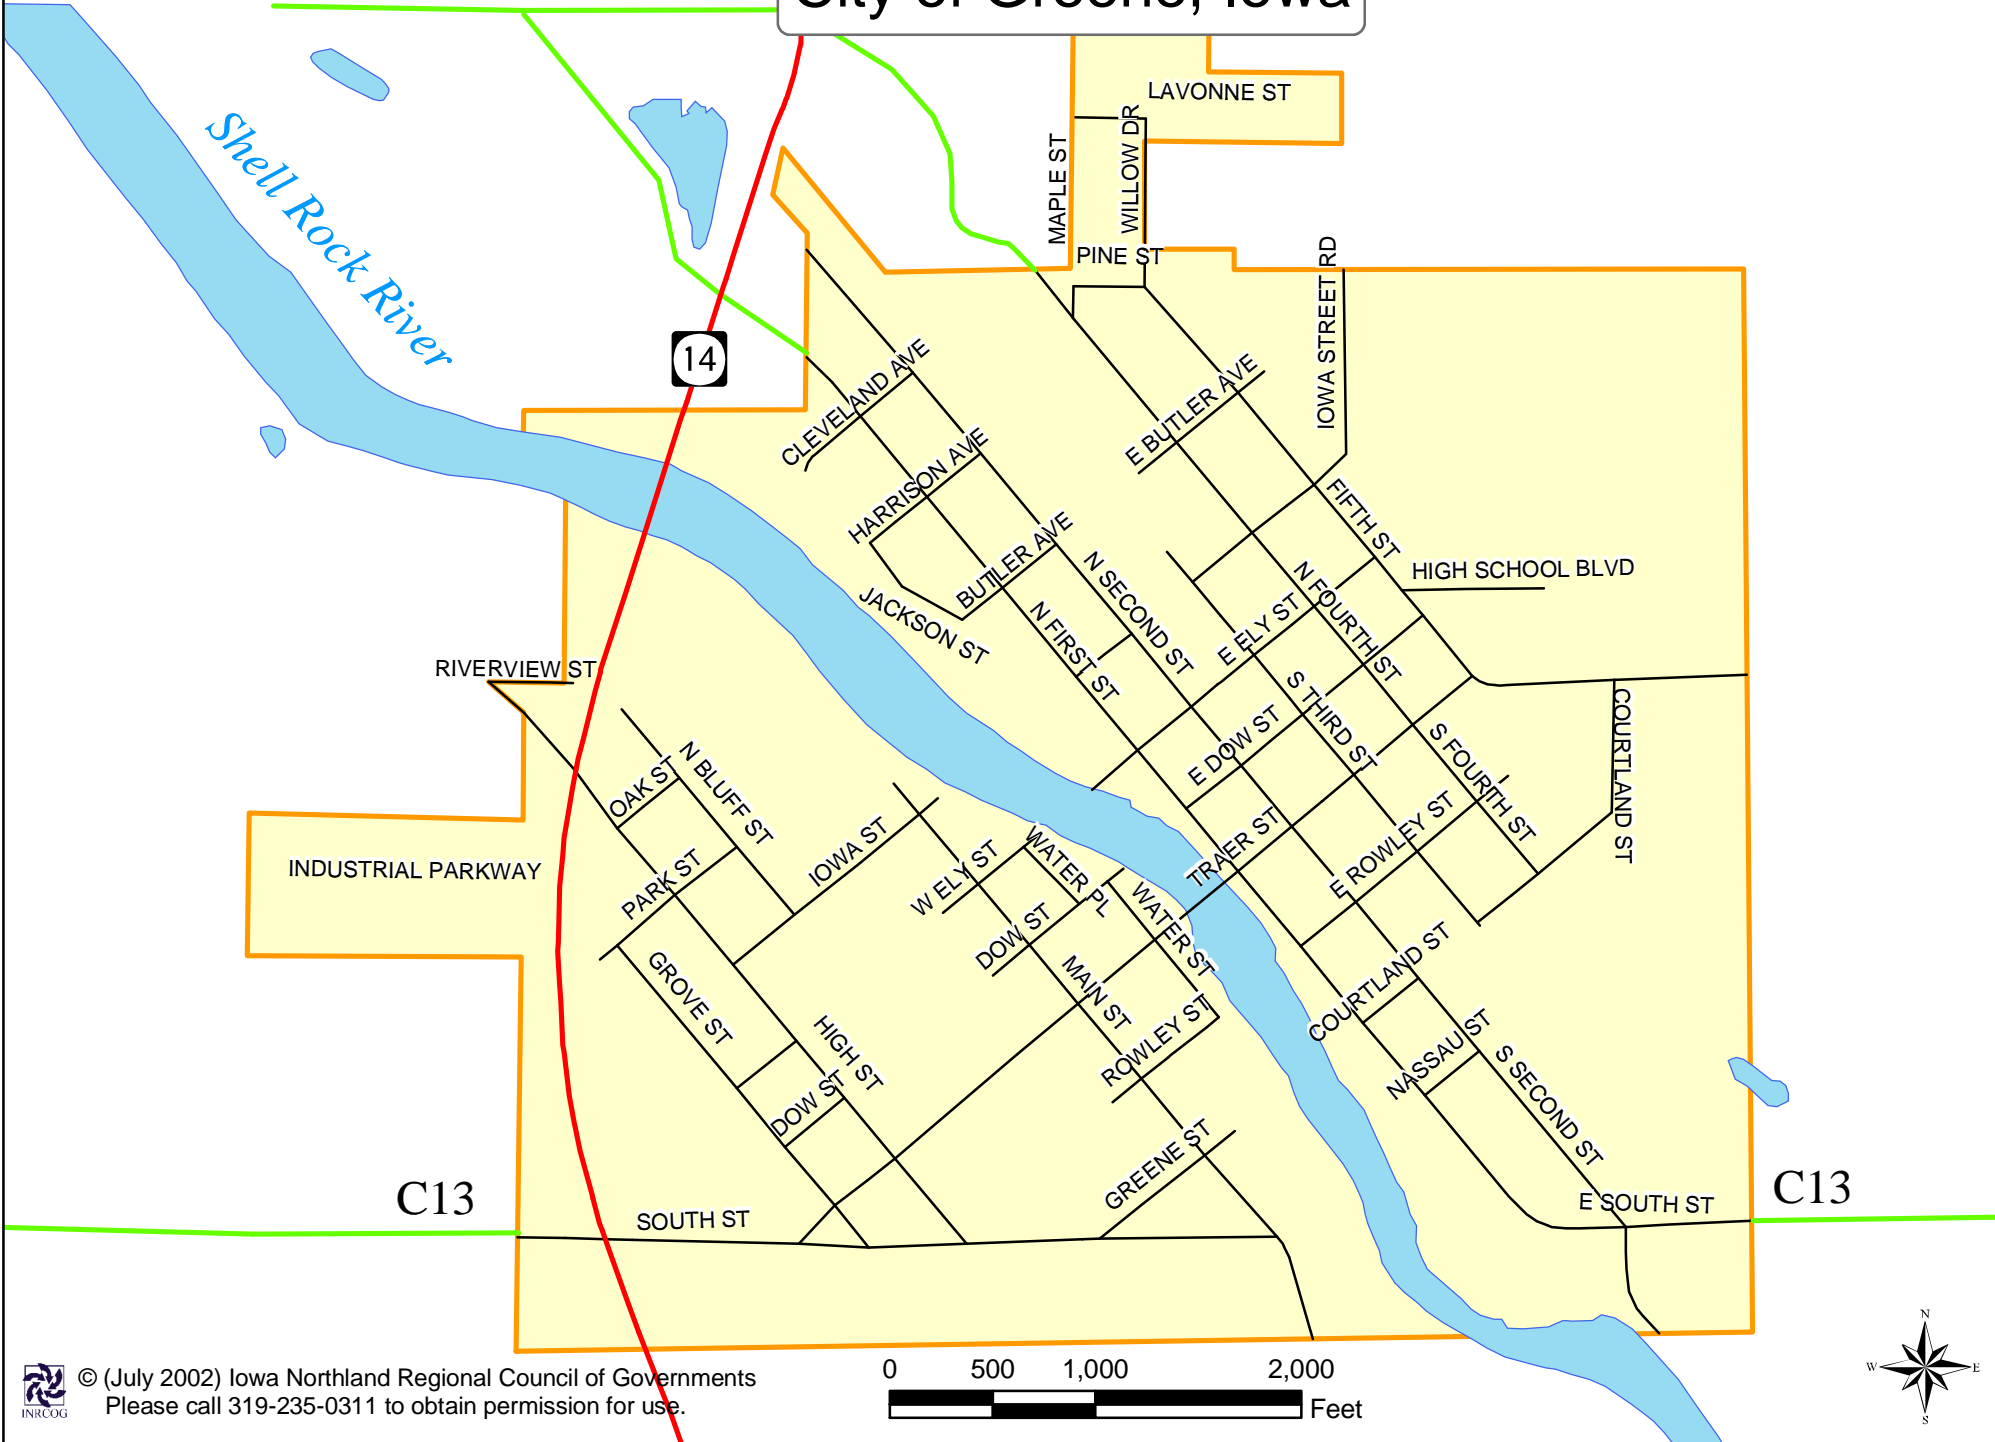 City of Greene, Iowa
LAVONNE ST
WILLOW DR
MAPLE ST
PINE ST
Shell Rock River
IOWA STREET RD
14
CLEVELAND AVE
E BUTLER AVE
HARRISON AVE
FIFTH ST
BUTLER AVE
HIGH SCHOOL BLVD
N SECOND ST
N FOURTH ST
JACKSON ST
E ELY ST
N FIRST ST
RIVERVIEW ST
S THIRD ST
COURTLAND ST
E DOW ST
S FOURTH ST
N BLUFF ST
OAK ST
IOWA ST
TRAER ST
E ROWLEY ST
INDUSTRIAL PARKWAY
PARK ST
W ELY ST
WATER PL
WATER ST
DOW ST
COURTLAND ST
GROVE ST
MAIN ST
ROWLEY ST
NASSAU ST
HIGH ST
S SECOND ST
DOW ST
GREENE ST
C13
SOUTH ST
E SOUTH ST
C13
N
W
E
S
INRCOG
© (July 2002) Iowa Northland Regional Council of Governments
Please call 319-235-0311 to obtain permission for use.
0 500 1,000 2,000
Feet